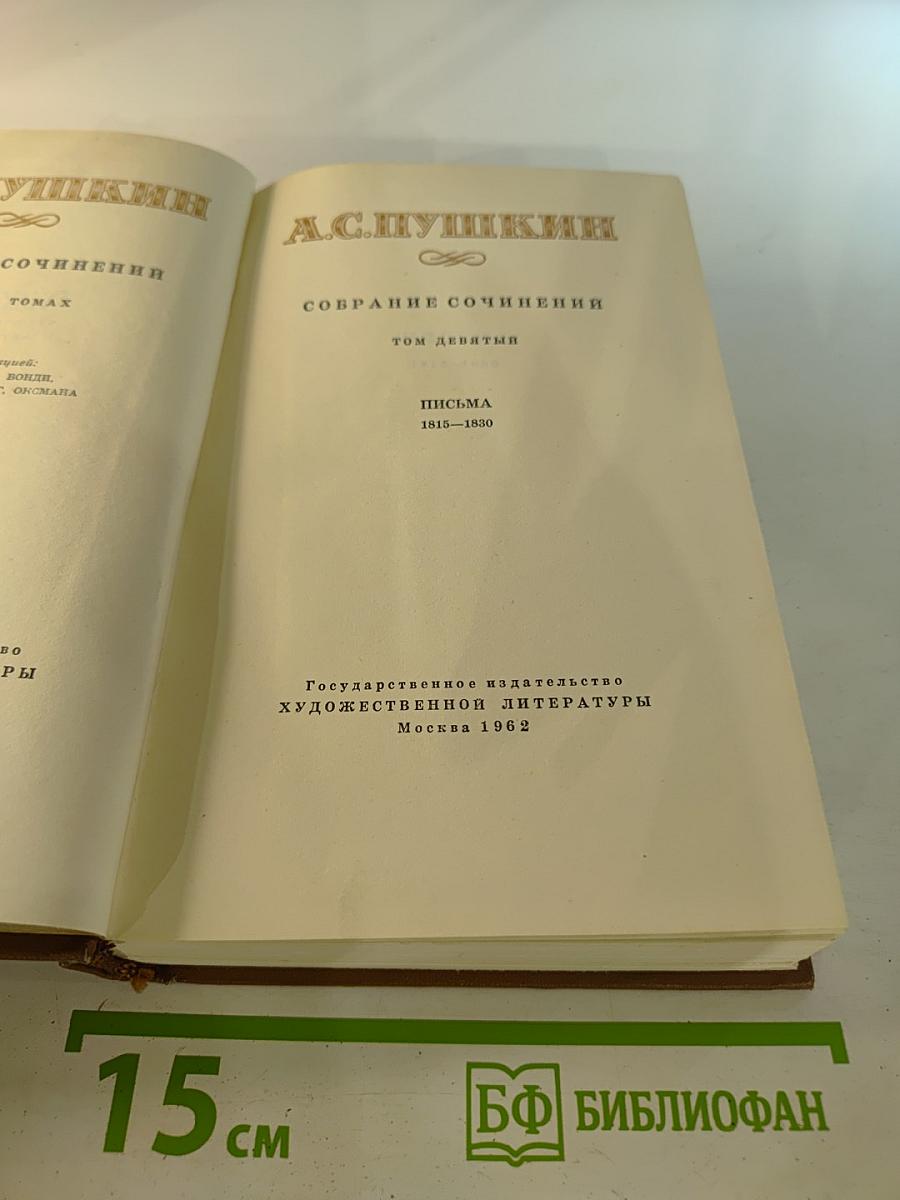 УШКИН
СОЧИНЕНИЙ
ТОМАХ
БОНДИ,
Г. ОКСМАНА
ВО
РЫ
А.С.ПУШКИН
СОБРАНИЕ СОЧИНЕНИЙ
ТОМ ДЕВЯТЫЙ
ПИСЬМА
1815—1830
Государственное издательство
ХУДОЖЕСТВЕННОЙ ЛИТЕРАТУРЫ
Москва 1962
15 см
БФ БИБЛИОФАН